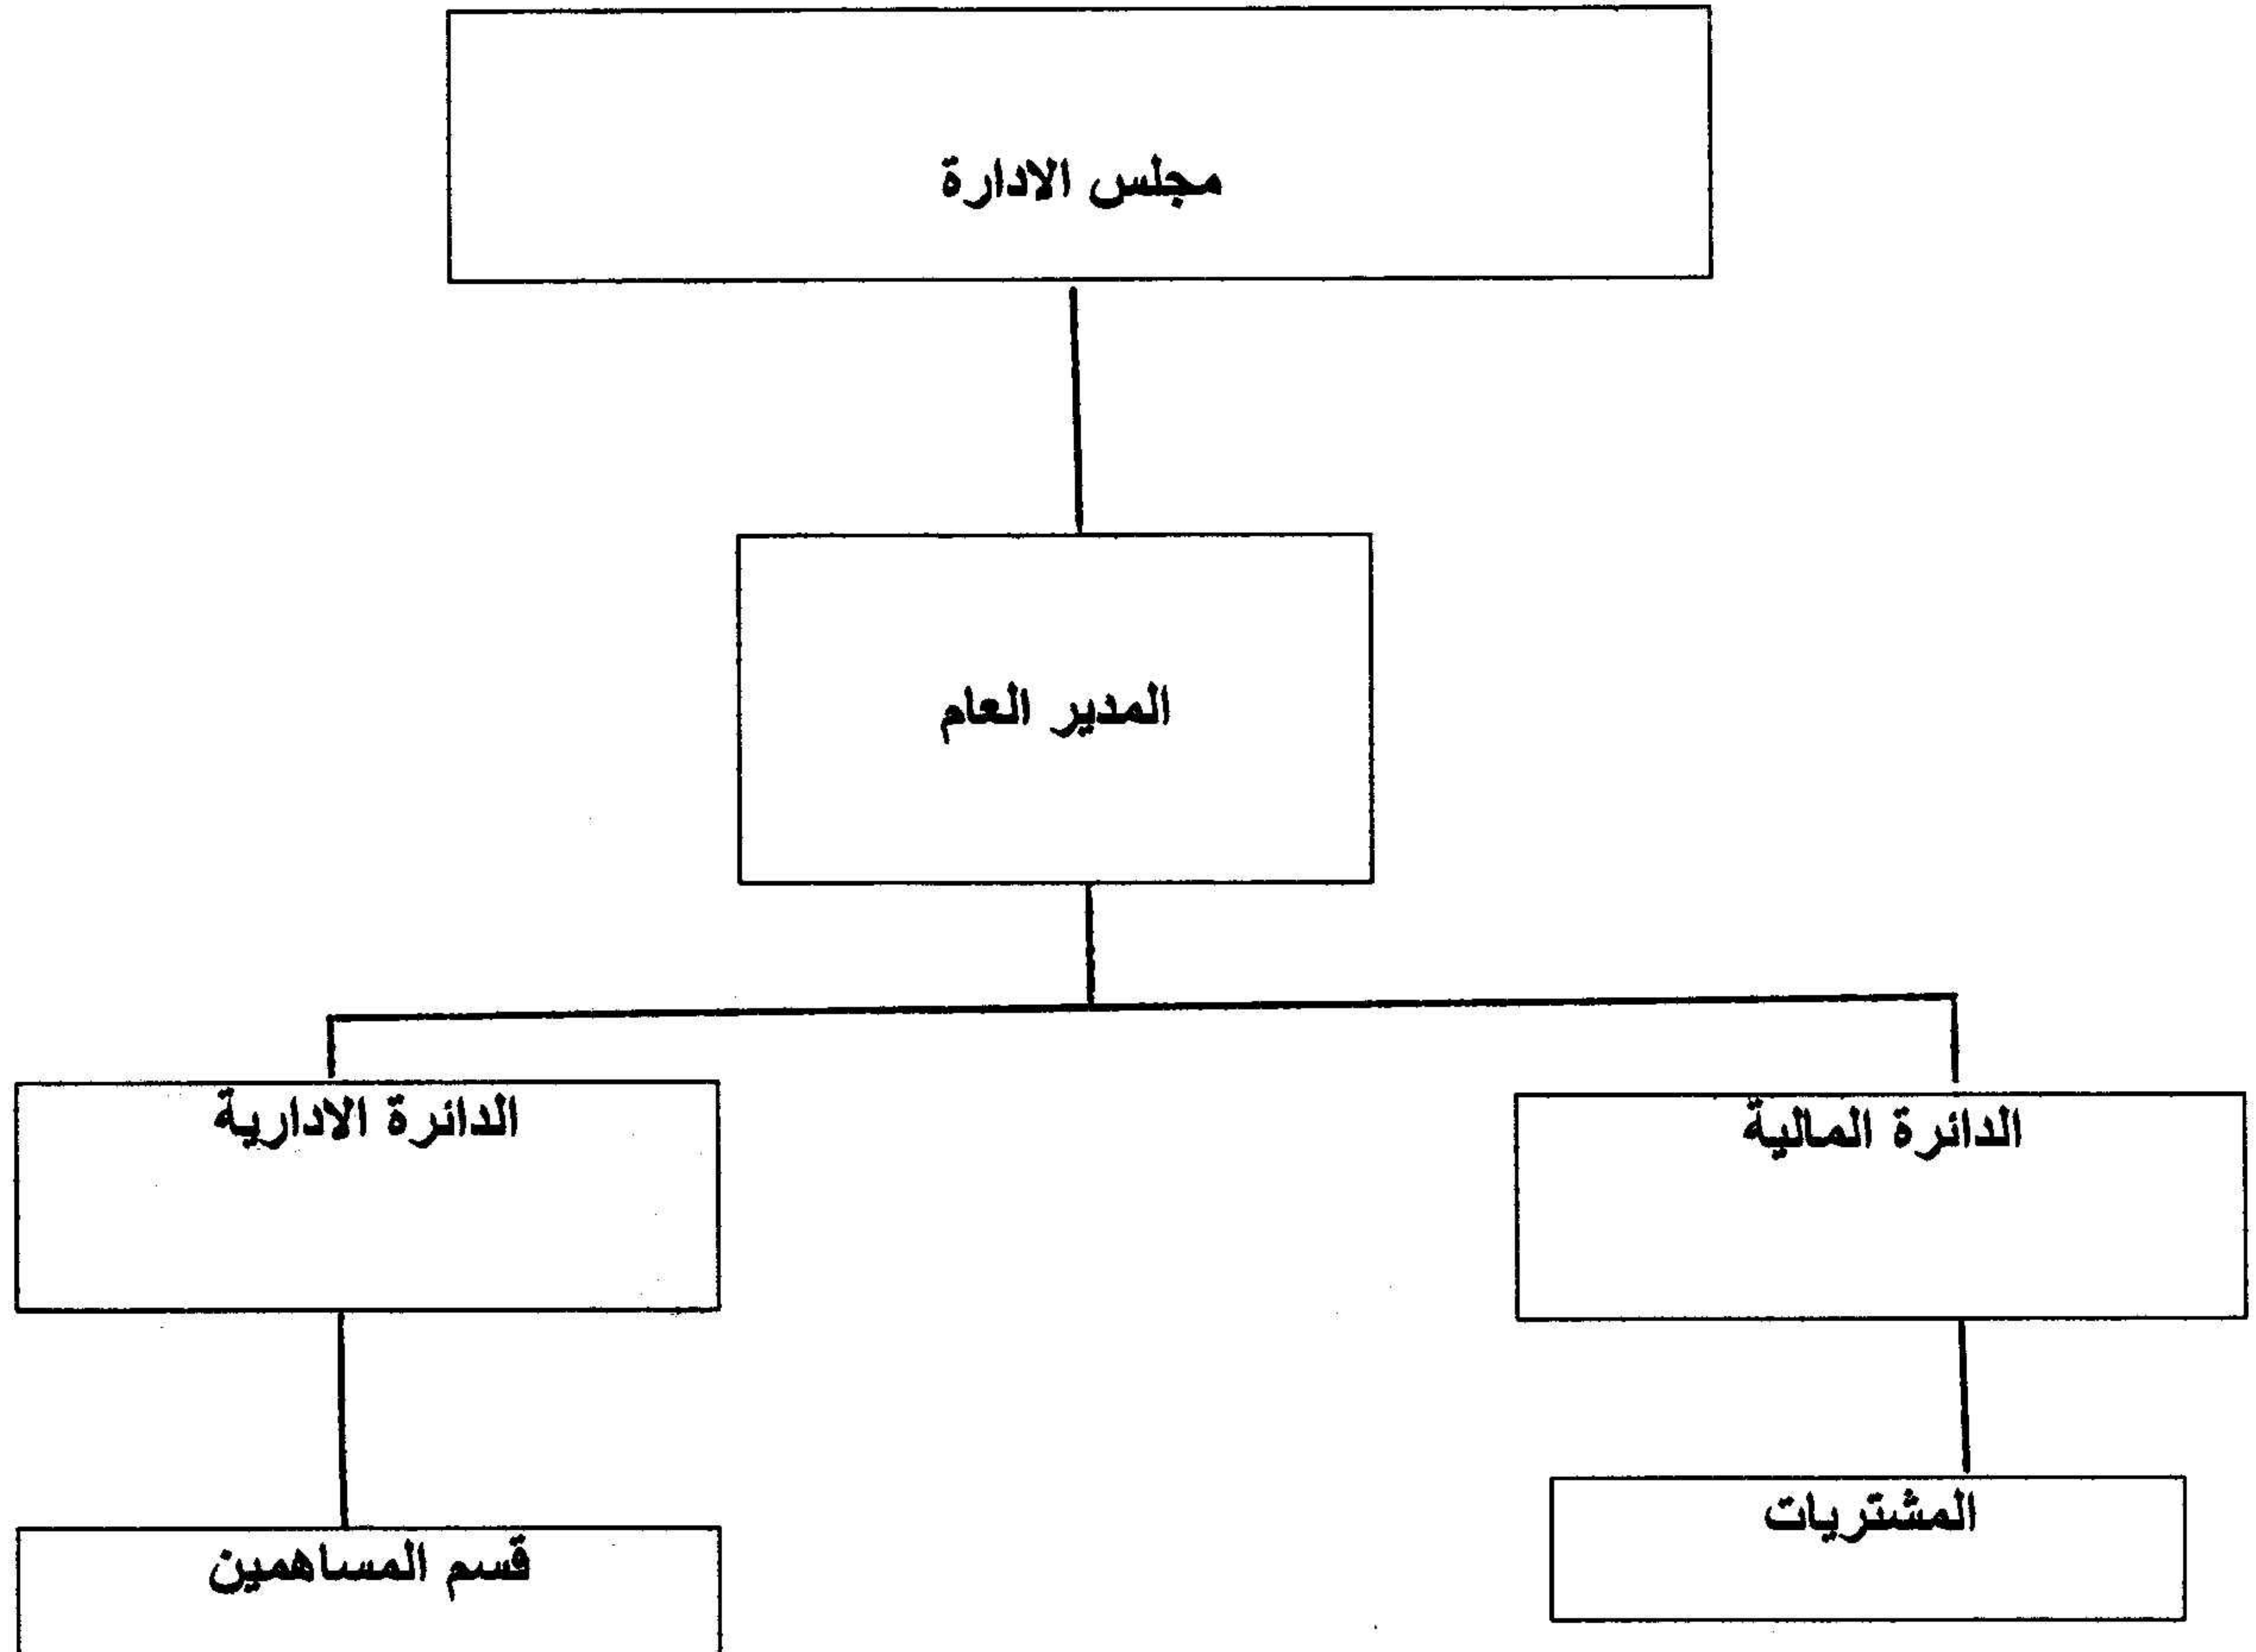 مجلس الادارة
المدير العام
الدائرة المالية
الدائرة الادارية
المشتريات
قسم المساهمين